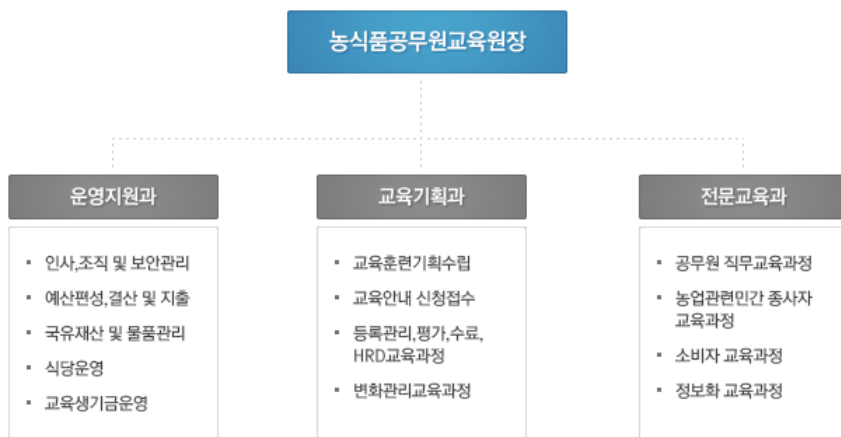 농식품공무원교육원장
운영지원과
인사,조직 및 보안관리
예산편성,결산 및 지출
국유재산 및 물품관리
식당운영
교육생기금운영
교육기획과
교육훈련기획수립
교육안내 신청접수
등록관리,평가,수료,
HRD교육과정
변화관리교육과정
전문교육과
공무원 직무교육과정
농업관련민간 종사자
교육과정
소비자 교육과정
정보화 교육과정